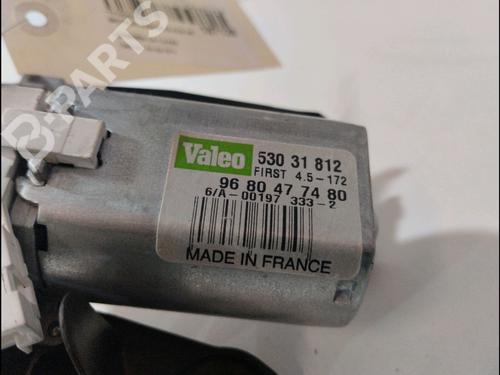 Valeo 530 31 812
FIRST 4.5-172
96 80 47 74 80
6/A-00197 333-2
MADE IN FRANCE
B-PARTS